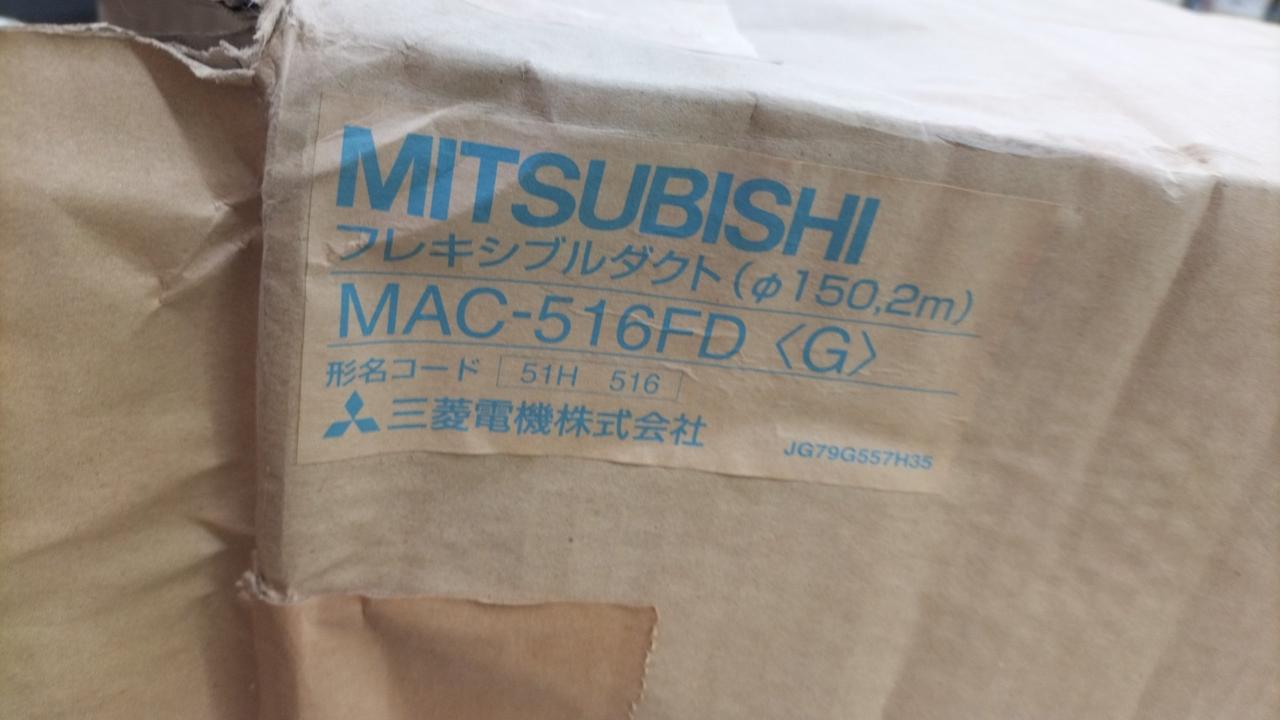 MITSUBISHI
フレキシブルダクト(φ150,2m)
MAC-516FD〈G〉
形名コード 51H 516
三菱電機株式会社
JG79G557H35